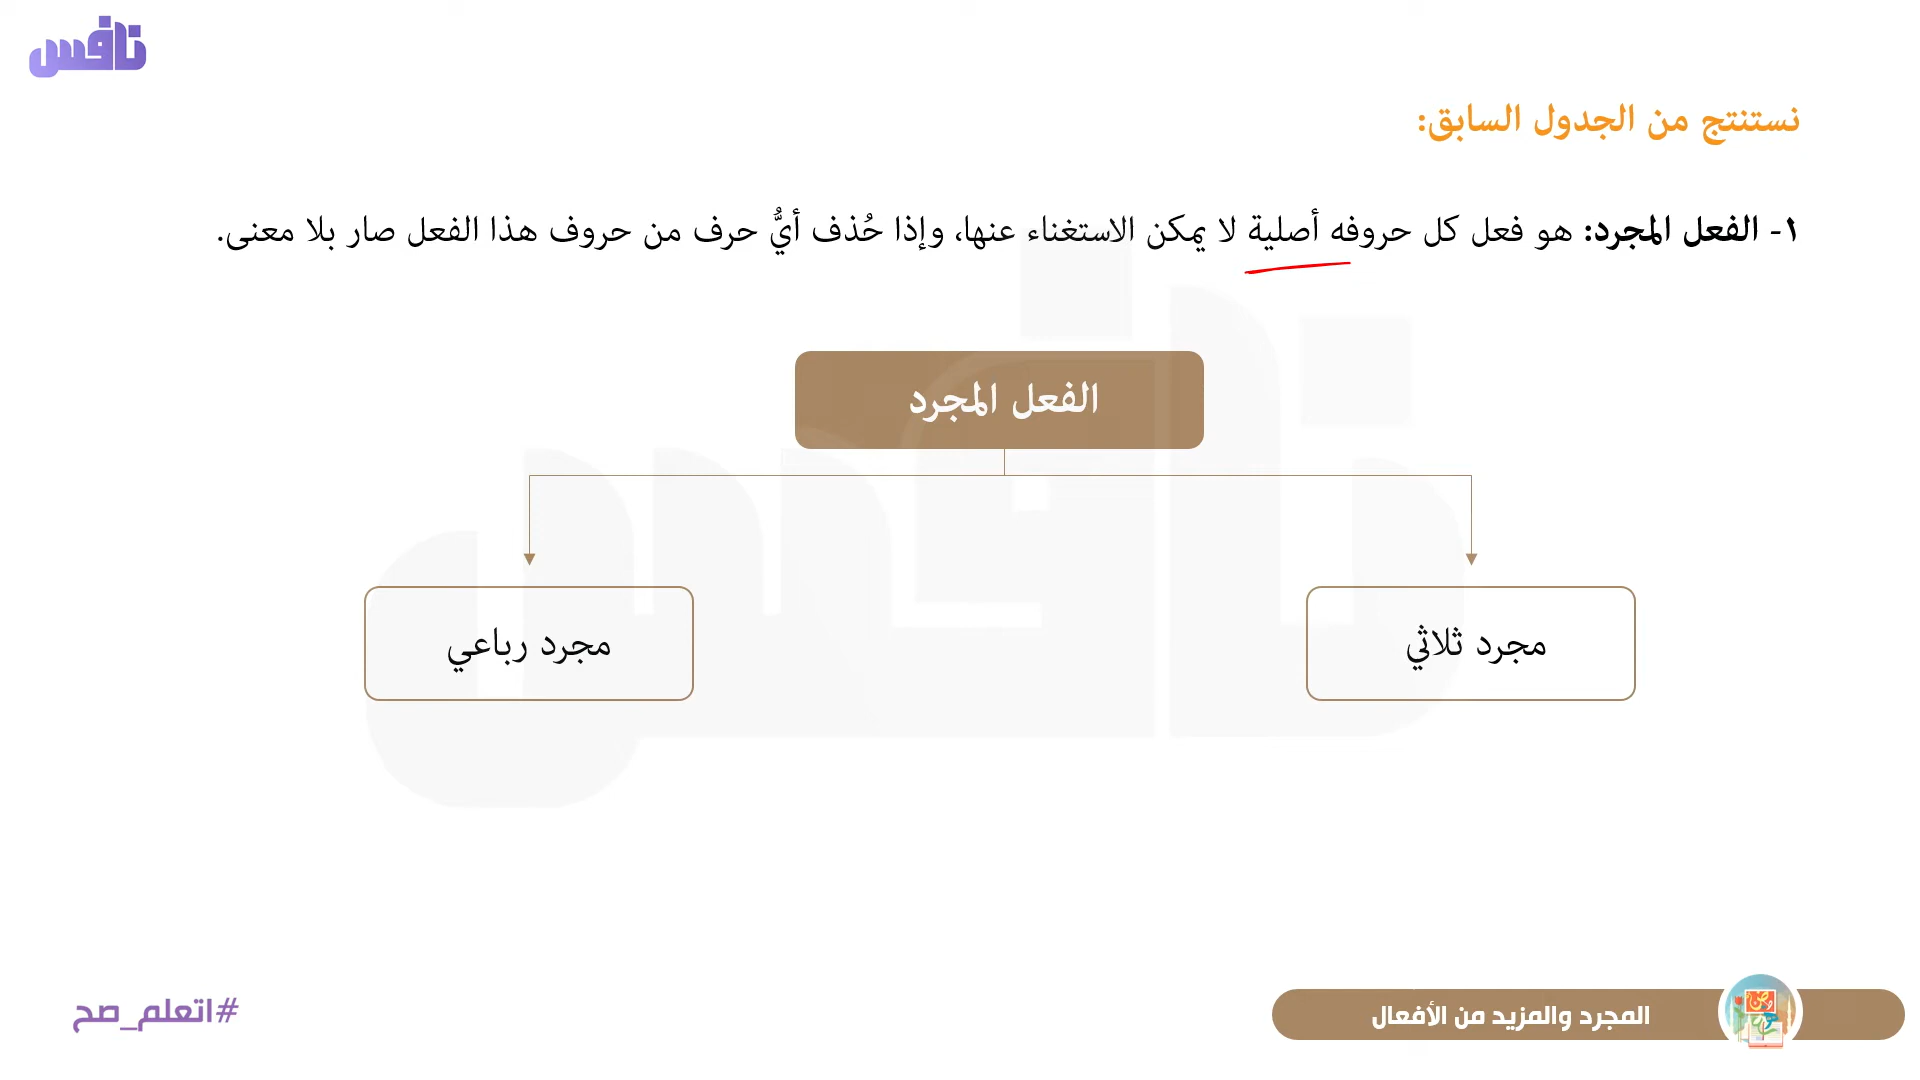 نافس
نستنتج من الجدول السابق:
١- الفعل المجرد: هو فعل كل حروفه أصلية لا يمكن الاستغناء عنها، وإذا حُذف أيُّ حرف من حروف هذا الفعل صار بلا معنى.
الفعل المجرد
مجرد ثلاثي
مجرد رباعي
المجرد والمزيد من الأفعال
#اتعلم_صح